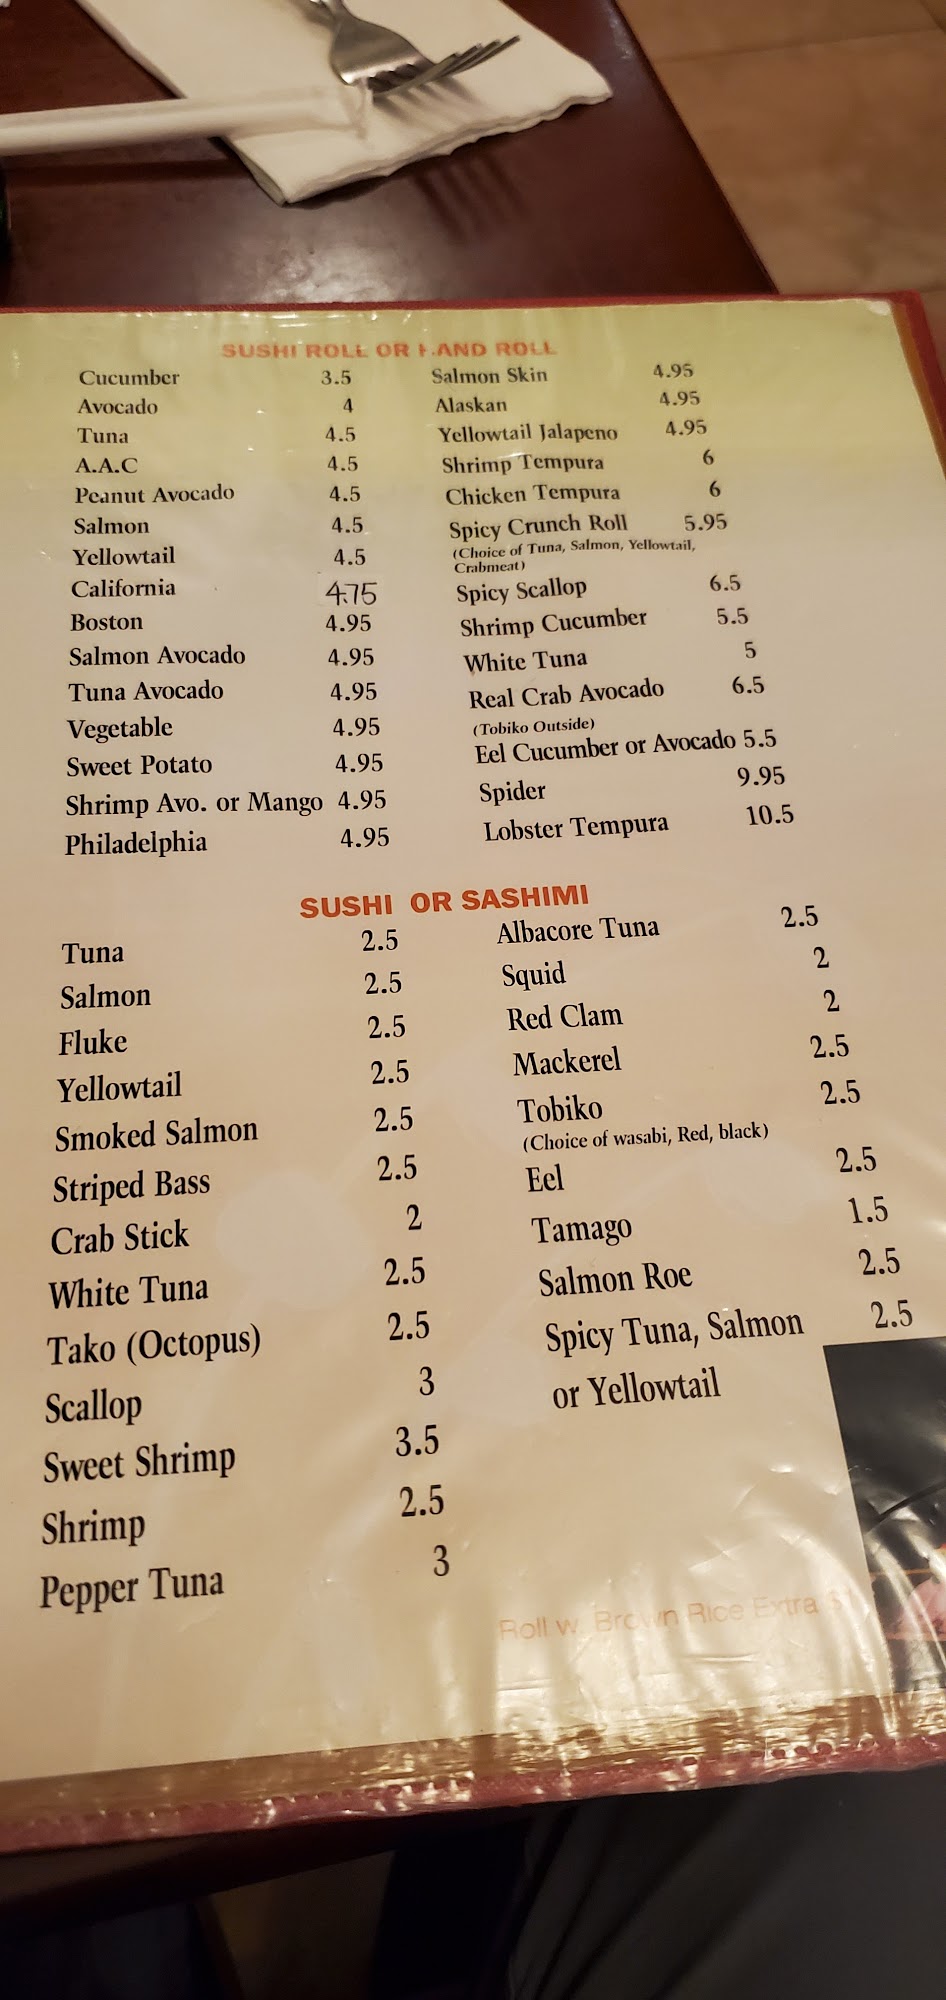 SUSHI ROLL OR HAND ROLL
Cucumber 3.5
Avocado 4
Tuna 4.5
A.A.C 4.5
Peanut Avocado 4.5
Salmon 4.5
Yellowtail 4.5
California 4.75
Boston 4.95
Salmon Avocado 4.95
Tuna Avocado 4.95
Vegetable 4.95
Sweet Potato 4.95
Shrimp Avo. or Mango 4.95
Philadelphia 4.95
Salmon Skin 4.95
Alaskan 4.95
Yellowtail Jalapeno 4.95
Shrimp Tempura 6
Chicken Tempura 6
Spicy Crunch Roll 5.95
(Choice of Tuna, Salmon, Yellowtail,
Crabmeat)
Spicy Scallop 6.5
Shrimp Cucumber 5.5
White Tuna 5
Real Crab Avocado 6.5
(Tobiko Outside)
Eel Cucumber or Avocado 5.5
Spider 9.95
Lobster Tempura 10.5
SUSHI OR SASHIMI
Tuna 2.5
Salmon 2.5
Fluke 2.5
Yellowtail 2.5
Smoked Salmon 2.5
Striped Bass 2.5
Crab Stick 2
White Tuna 2.5
Tako (Octopus) 2.5
Scallop 3
Sweet Shrimp 3.5
Shrimp 2.5
Pepper Tuna 3
Albacore Tuna 2.5
Squid 2
Red Clam 2
Mackerel 2.5
Tobiko 2.5
(Choice of wasabi, Red, black)
Eel 2.5
Tamago 1.5
Salmon Roe 2.5
Spicy Tuna, Salmon 2.5
or Yellowtail
Roll w. Brown Rice Extra $1